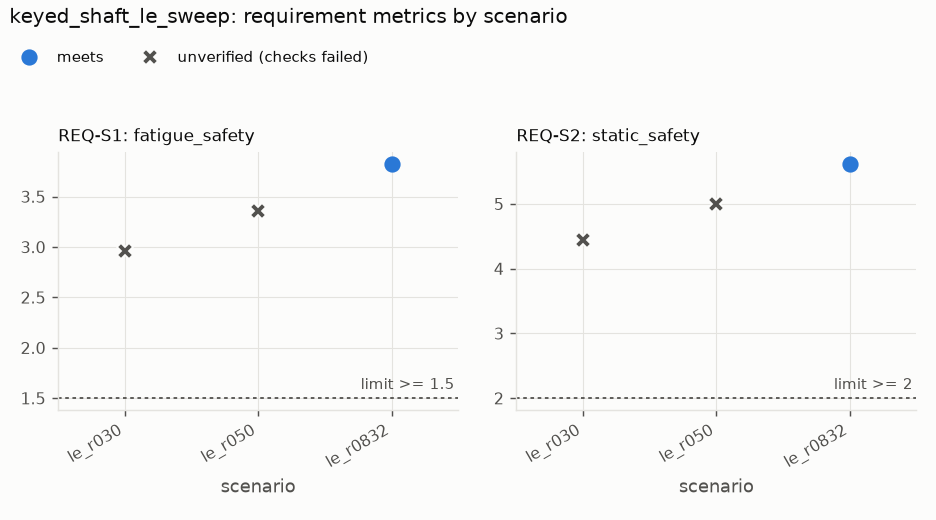 keyed_shaft_le_sweep: requirement metrics by scenario
meets
unverified (checks failed)
REQ-S1: fatigue_safety
3.5
3.0
2.5
2.0
1.5
limit >= 1.5
le_r030
le_r050
le_r0832
scenario
REQ-S2: static_safety
5
4
3
2
limit >= 2
le_r030
le_r050
le_r0832
scenario